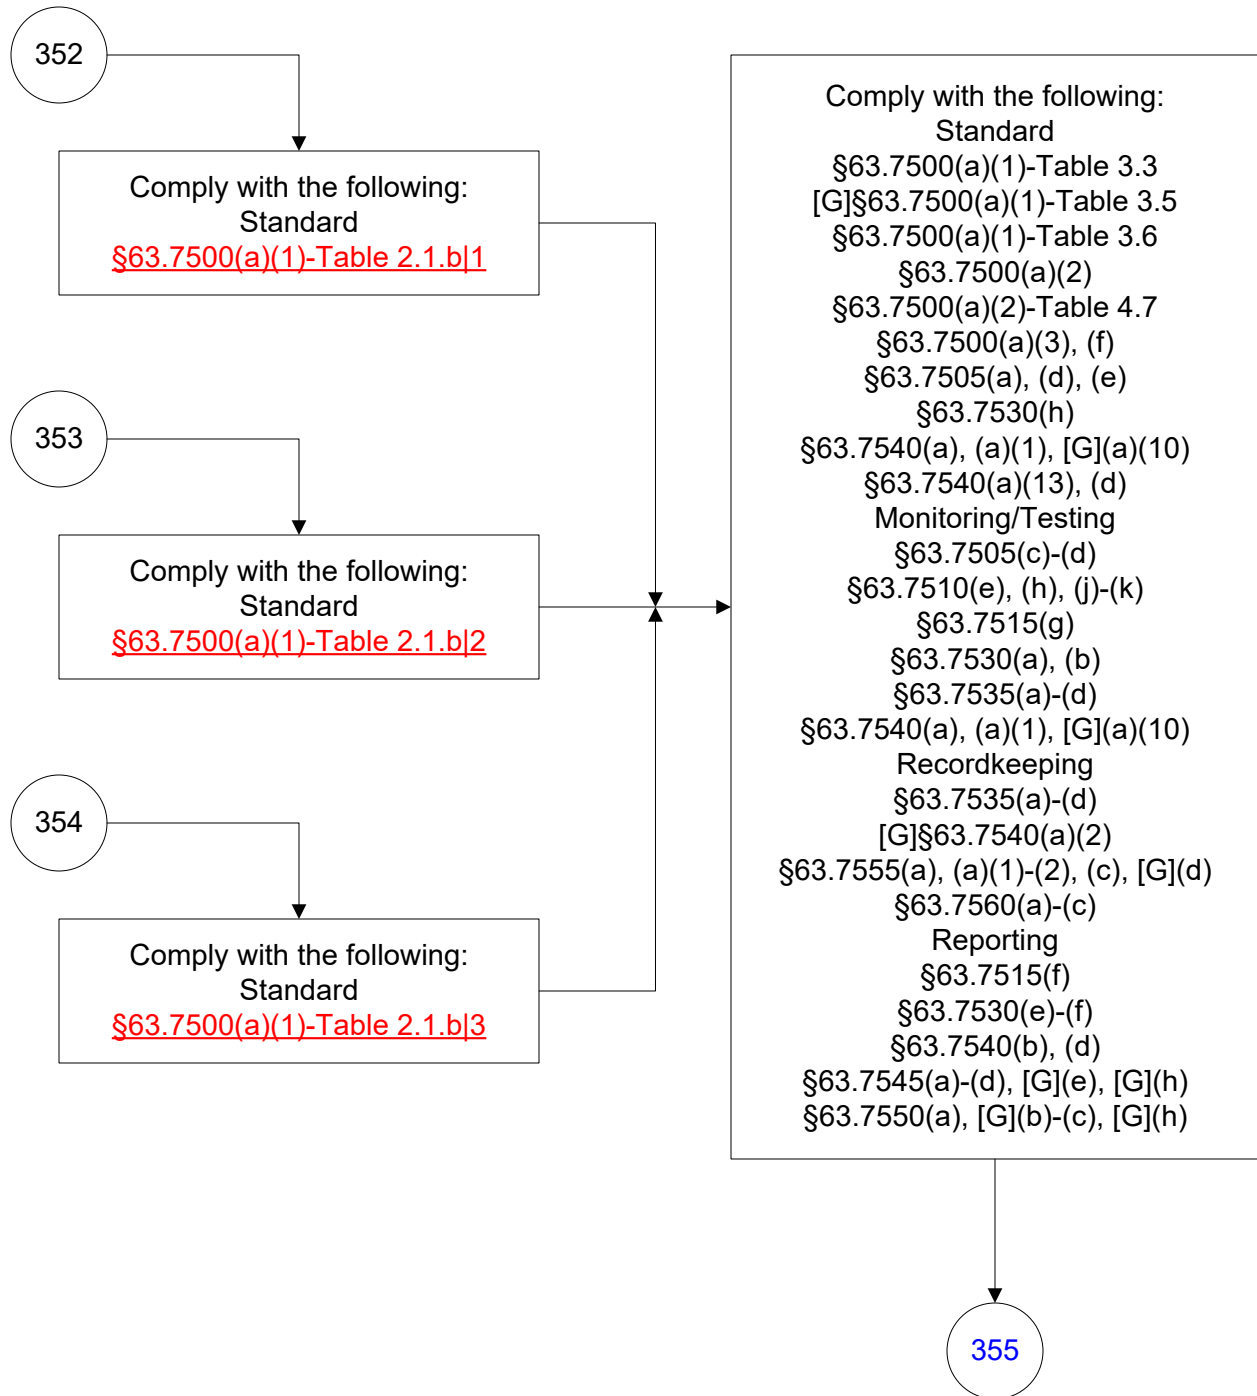 352
Comply with the following:
Standard
§63.7500(a)(1)-Table 2.1.b|1
353
Comply with the following:
Standard
§63.7500(a)(1)-Table 2.1.b|2
354
Comply with the following:
Standard
§63.7500(a)(1)-Table 2.1.b|3
Comply with the following:
Standard
§63.7500(a)(1)-Table 3.3
[G]§63.7500(a)(1)-Table 3.5
§63.7500(a)(1)-Table 3.6
§63.7500(a)(2)
§63.7500(a)(2)-Table 4.7
§63.7500(a)(3), (f)
§63.7505(a), (d), (e)
§63.7530(h)
§63.7540(a), (a)(1), [G](a)(10)
§63.7540(a)(13), (d)
Monitoring/Testing
§63.7505(c)-(d)
§63.7510(e), (h), (j)-(k)
§63.7515(g)
§63.7530(a), (b)
§63.7535(a)-(d)
§63.7540(a), (a)(1), [G](a)(10)
Recordkeeping
§63.7535(a)-(d)
[G]§63.7540(a)(2)
§63.7555(a), (a)(1)-(2), (c), [G](d)
§63.7560(a)-(c)
Reporting
§63.7515(f)
§63.7530(e)-(f)
§63.7540(b), (d)
§63.7545(a)-(d), [G](e), [G](h)
§63.7550(a), [G](b)-(c), [G](h)
355